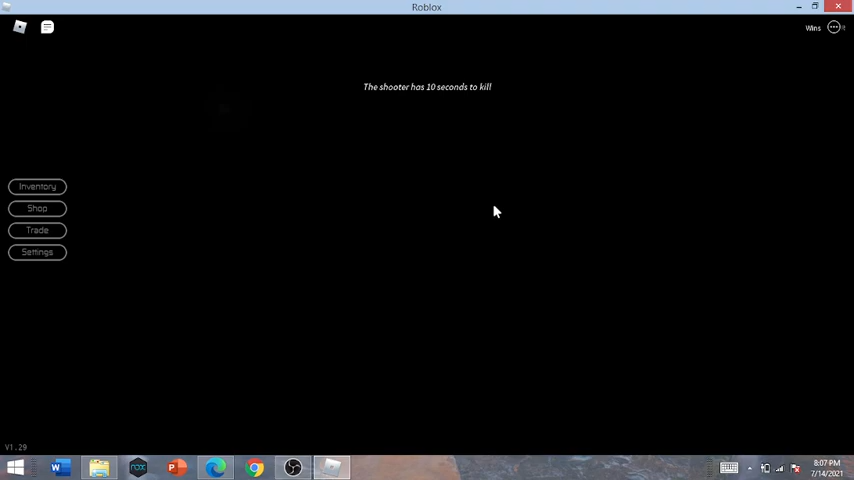 Roblox
Wins
The shooter has 10 seconds to kill
Inventory
Shop
Trade
Settings
V1.29
8:07 PM
7/14/2021